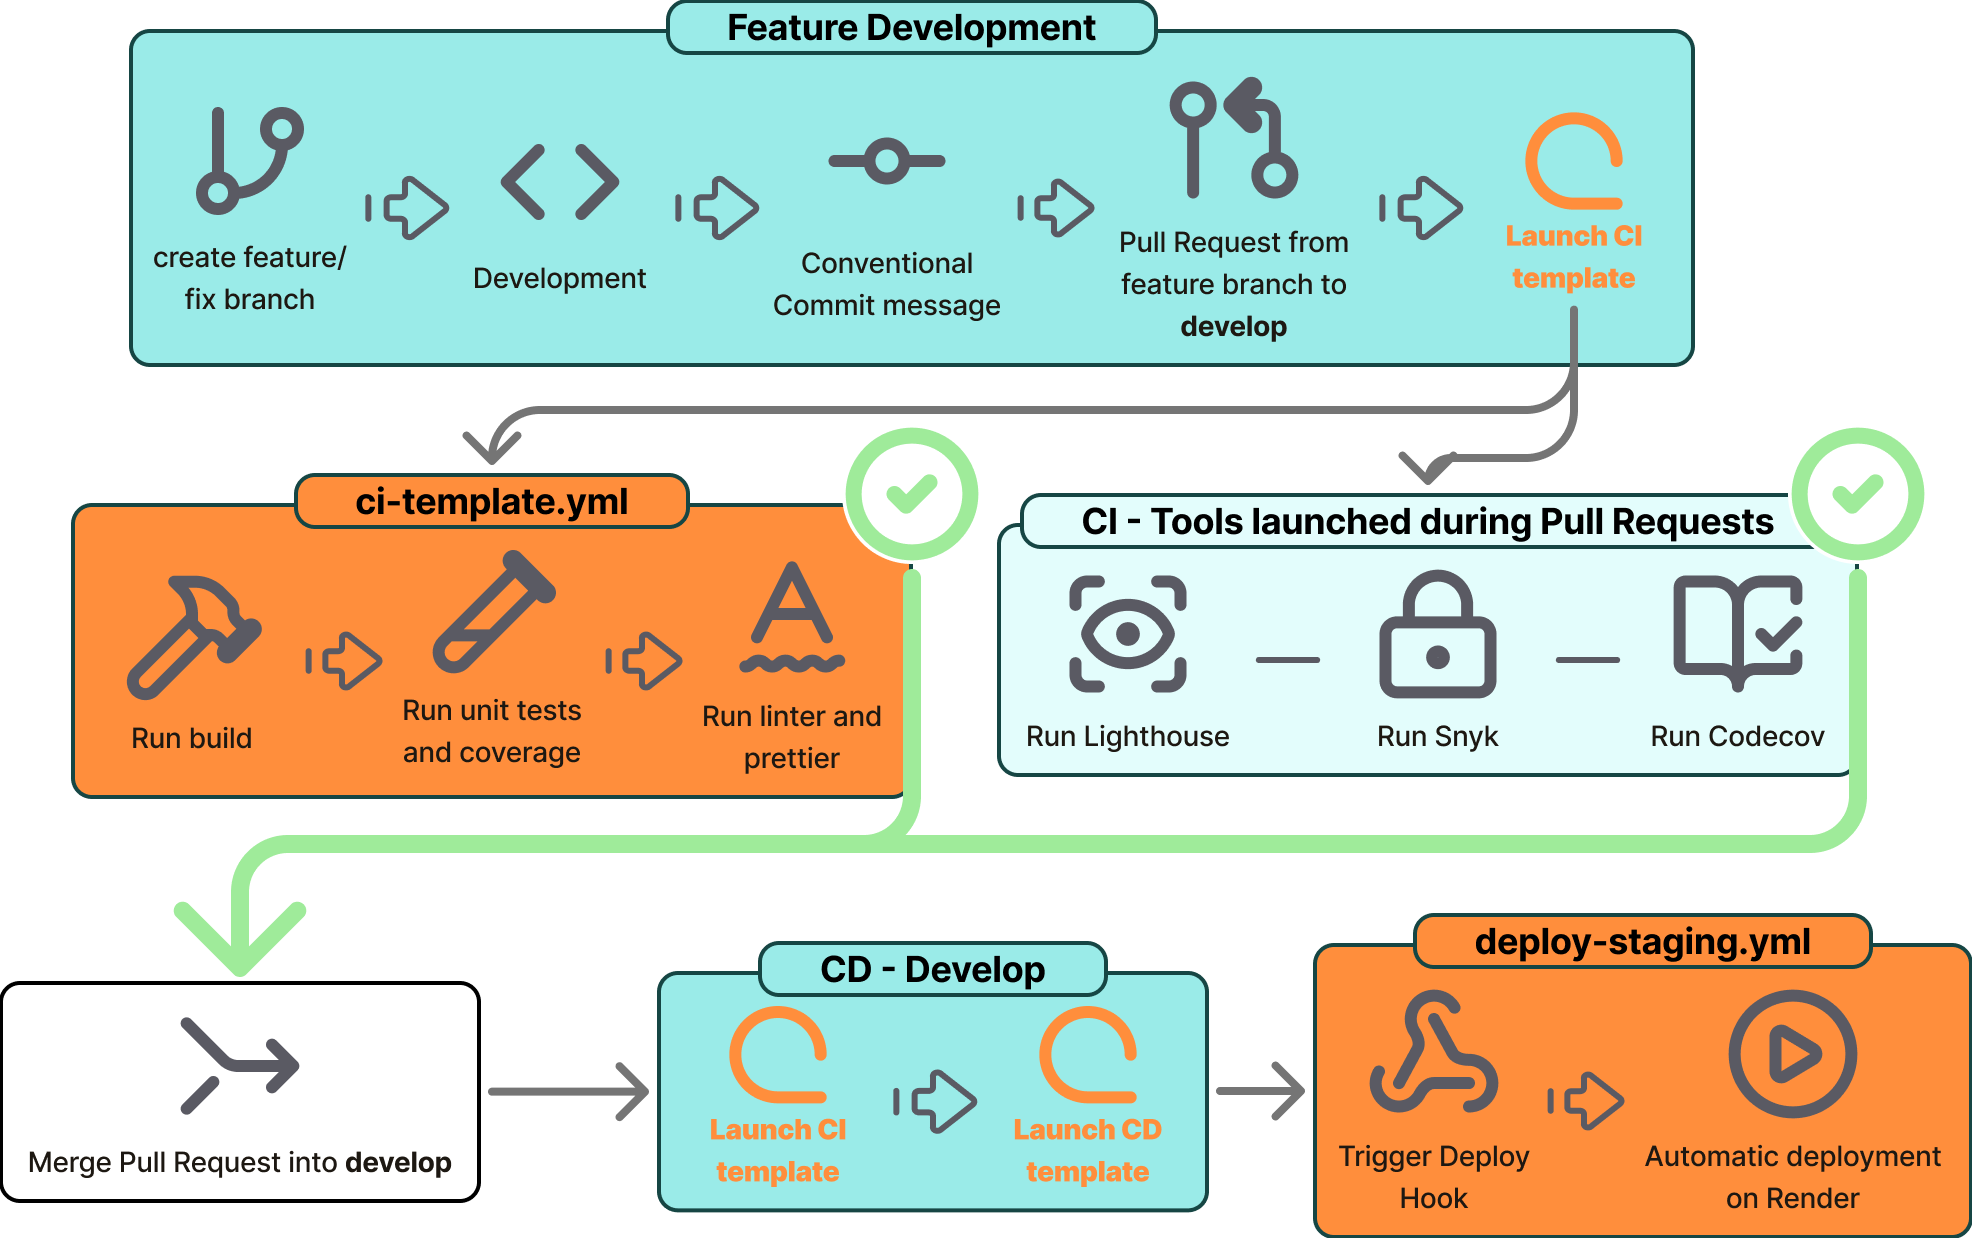 Feature Development
create feature/
fix branch
Development
Conventional
Commit message
Pull Request from
feature branch to
develop
Launch CI
template
ci-template.yml
Run build
Run unit tests
and coverage
Run linter and
prettier
CI - Tools launched during Pull Requests
Run Lighthouse
Run Snyk
Run Codecov
Merge Pull Request into develop
CD - Develop
Launch CI
template
Launch CD
template
deploy-staging.yml
Trigger Deploy
Hook
Automatic deployment
on Render